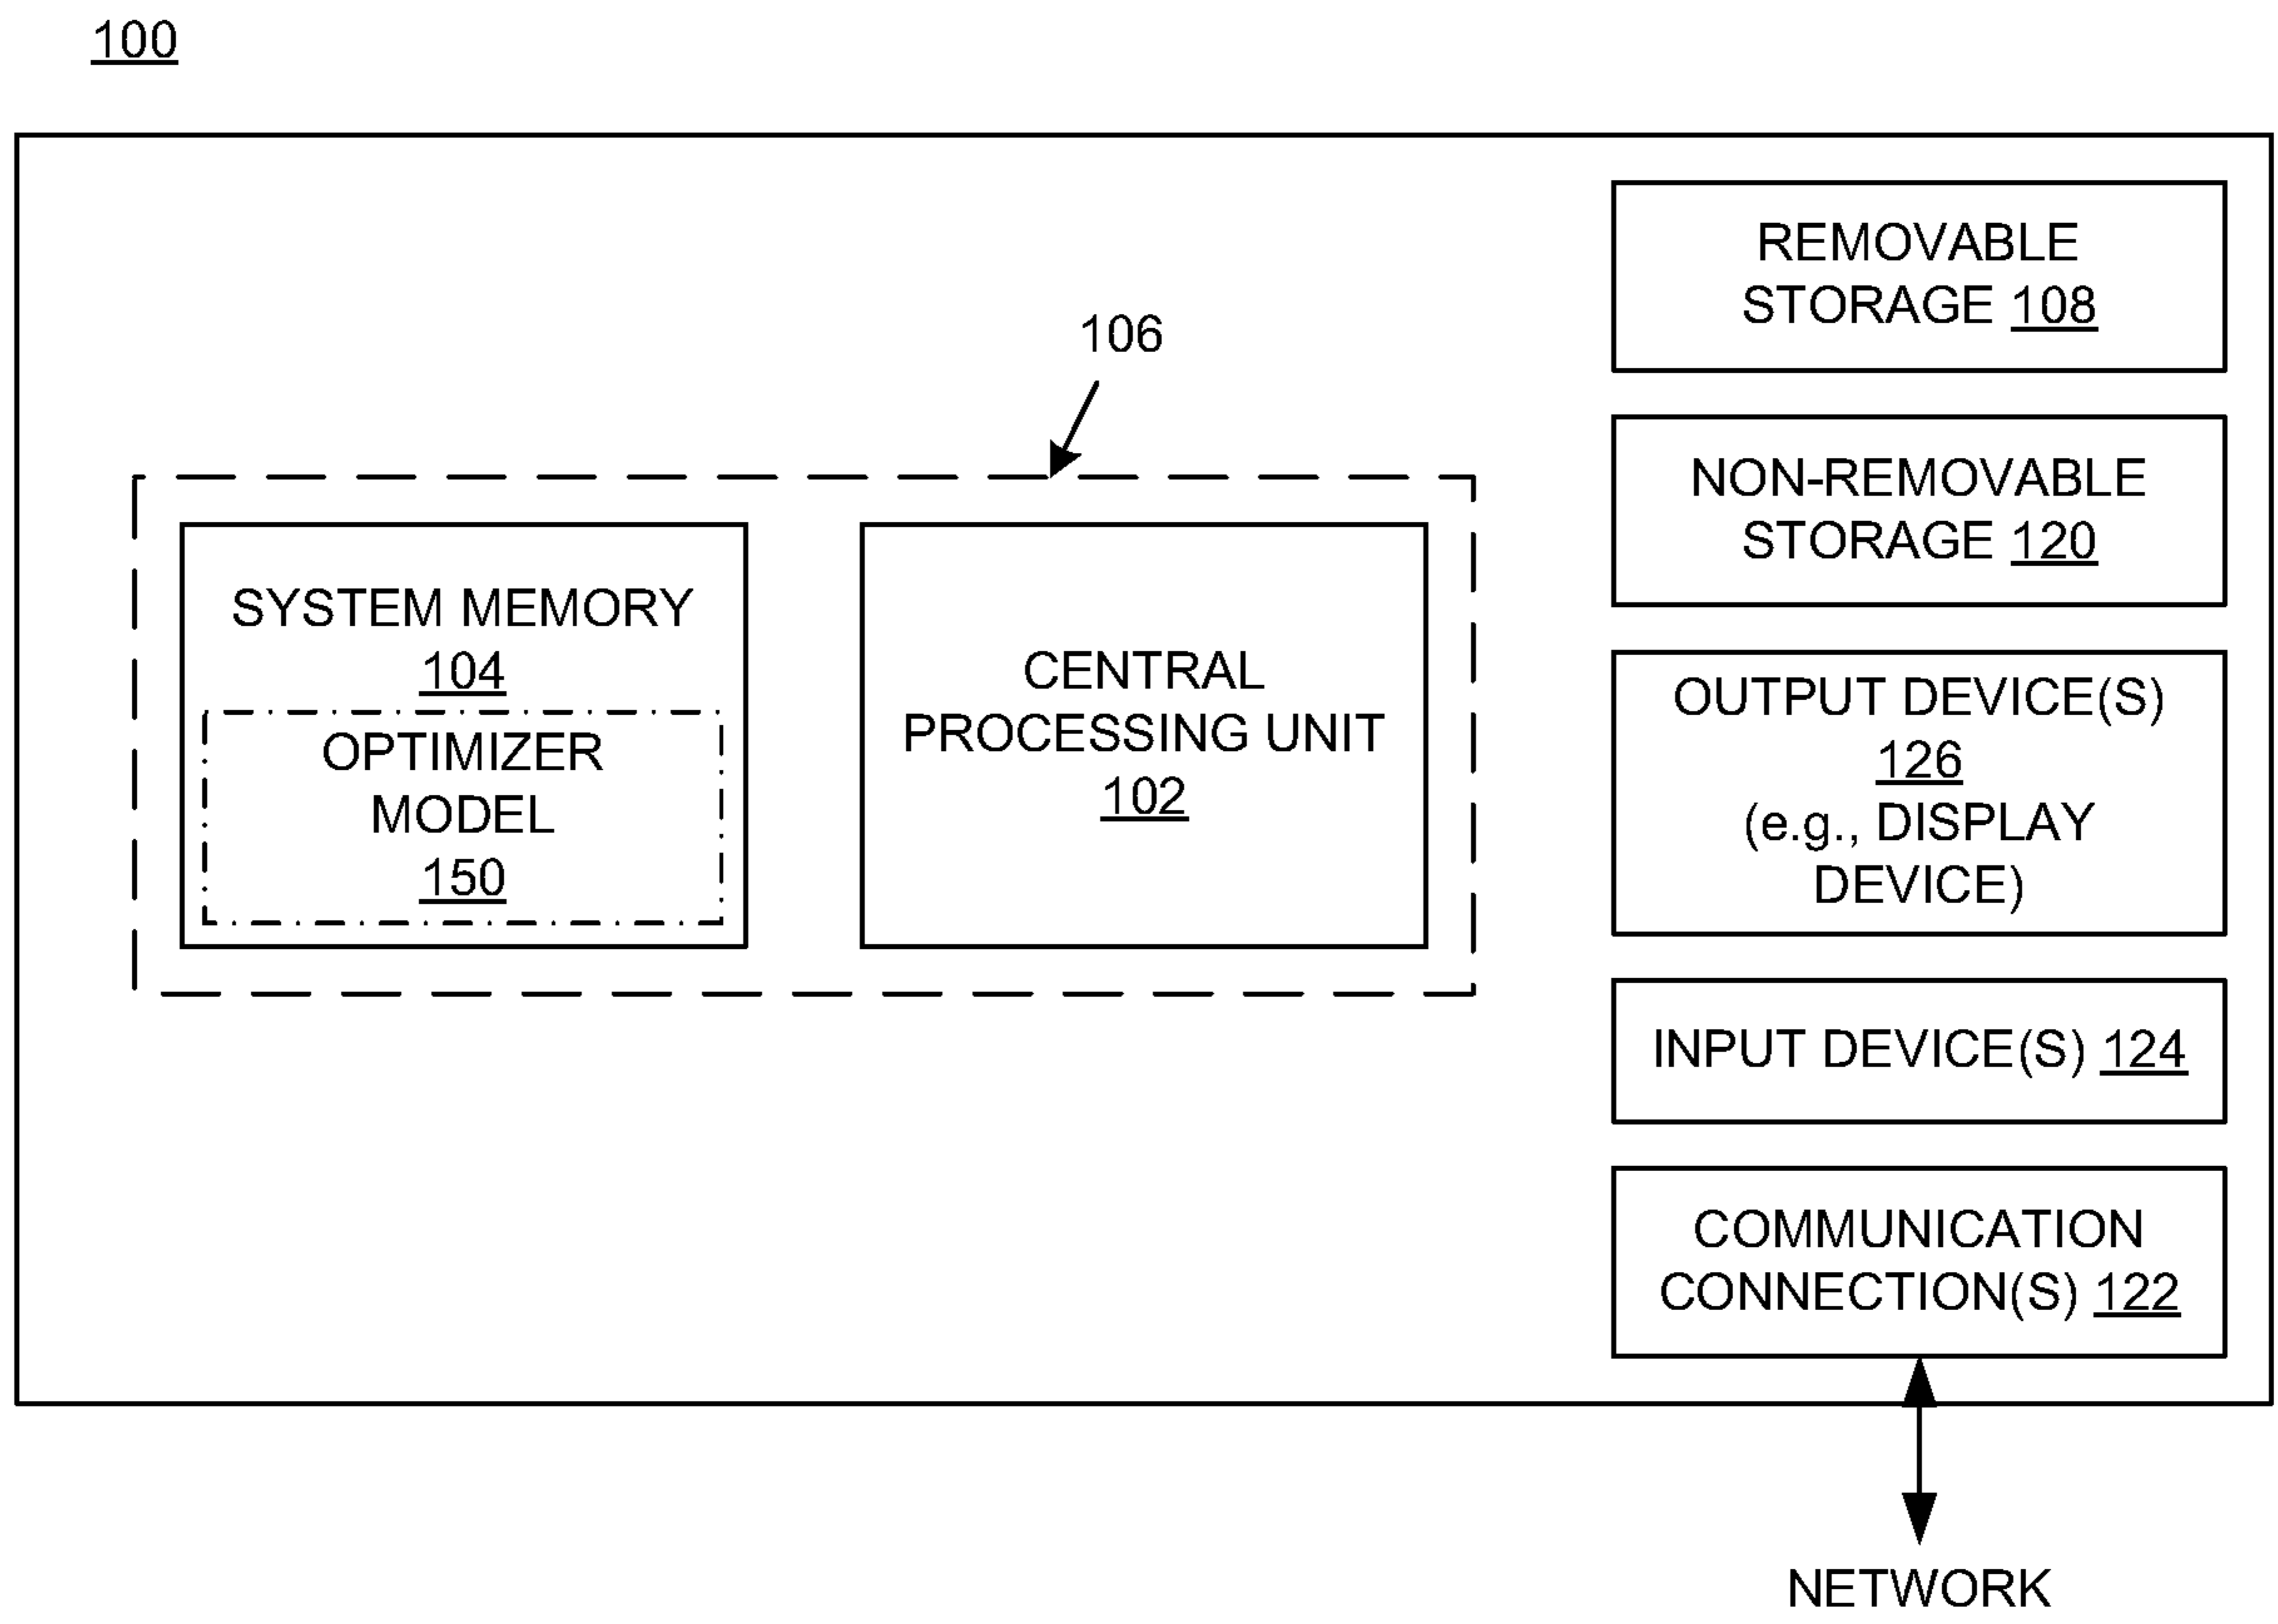 100
106
SYSTEM MEMORY
104
OPTIMIZER
MODEL
150
CENTRAL
PROCESSING UNIT
102
REMOVABLE
STORAGE 108
NON-REMOVABLE
STORAGE 120
OUTPUT DEVICE(S)
126
(e.g., DISPLAY
DEVICE)
INPUT DEVICE(S) 124
COMMUNICATION
CONNECTION(S) 122
NETWORK